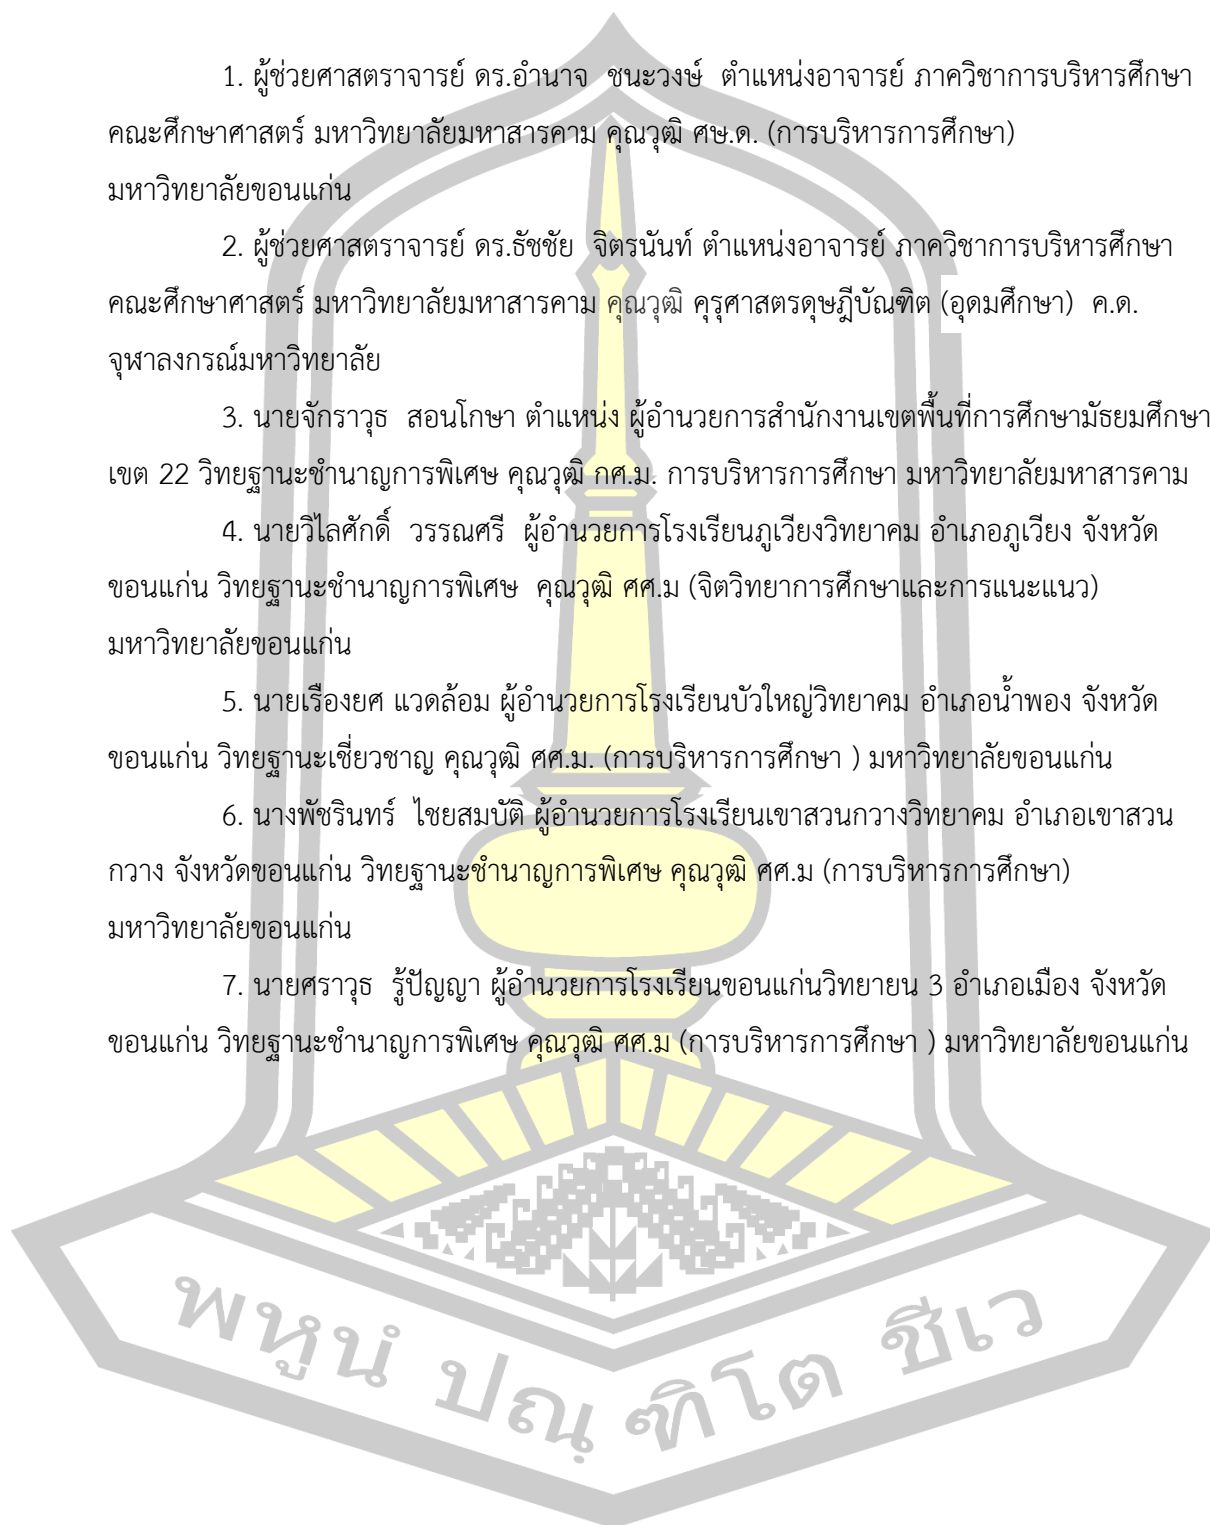 1. ผู้ช่วยศาสตราจารย์ ดร.อำนาจ  ชนะวงษ์  ตำแหน่งอาจารย์ ภาควิชาการบริหารศึกษา
คณะศึกษาศาสตร์ มหาวิทยาลัยมหาสารคาม คุณวุฒิ ศษ.ด. (การบริหารการศึกษา)
มหาวิทยาลัยขอนแก่น
2. ผู้ช่วยศาสตราจารย์ ดร.ธัชชัย  จิตรนันท์ ตำแหน่งอาจารย์ ภาควิชาการบริหารศึกษา
คณะศึกษาศาสตร์ มหาวิทยาลัยมหาสารคาม คุณวุฒิ คุรุศาสตรดุษฎีบัณฑิต (อุดมศึกษา)  ค.ด.
จุฬาลงกรณ์มหาวิทยาลัย
3. นายจักราวุธ  สอนโกษา ตำแหน่ง ผู้อำนวยการสำนักงานเขตพื้นที่การศึกษามัธยมศึกษา
เขต 22 วิทยฐานะชำนาญการพิเศษ คุณวุฒิ กศ.ม. การบริหารการศึกษา มหาวิทยาลัยมหาสารคาม
4. นายวิไลศักดิ์  วรรณศรี  ผู้อำนวยการโรงเรียนภูเวียงวิทยาคม อำเภอภูเวียง จังหวัด
ขอนแก่น วิทยฐานะชำนาญการพิเศษ  คุณวุฒิ ศศ.ม (จิตวิทยาการศึกษาและการแนะแนว)
มหาวิทยาลัยขอนแก่น
5. นายเรืองยศ แวดล้อม ผู้อำนวยการโรงเรียนบัวใหญ่วิทยาคม อำเภอน้ำพอง จังหวัด
ขอนแก่น วิทยฐานะเชี่ยวชาญ คุณวุฒิ ศศ.ม. (การบริหารการศึกษา ) มหาวิทยาลัยขอนแก่น
6. นางพัชรินทร์  ไชยสมบัติ ผู้อำนวยการโรงเรียนเขาสวนกวางวิทยาคม อำเภอเขาสวน
กวาง จังหวัดขอนแก่น วิทยฐานะชำนาญการพิเศษ คุณวุฒิ ศศ.ม (การบริหารการศึกษา)
มหาวิทยาลัยขอนแก่น
7. นายศราวุธ  รู้ปัญญา ผู้อำนวยการโรงเรียนขอนแก่นวิทยายน 3 อำเภอเมือง จังหวัด
ขอนแก่น วิทยฐานะชำนาญการพิเศษ คุณวุฒิ ศศ.ม (การบริหารการศึกษา ) มหาวิทยาลัยขอนแก่น
พหูนํ ปณฺฑิโต ชีเว